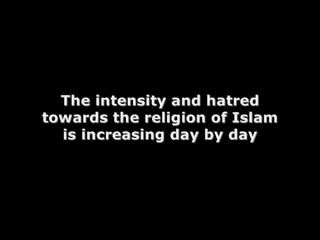 The intensity and hatred
towards the religion of Islam
is increasing day by day